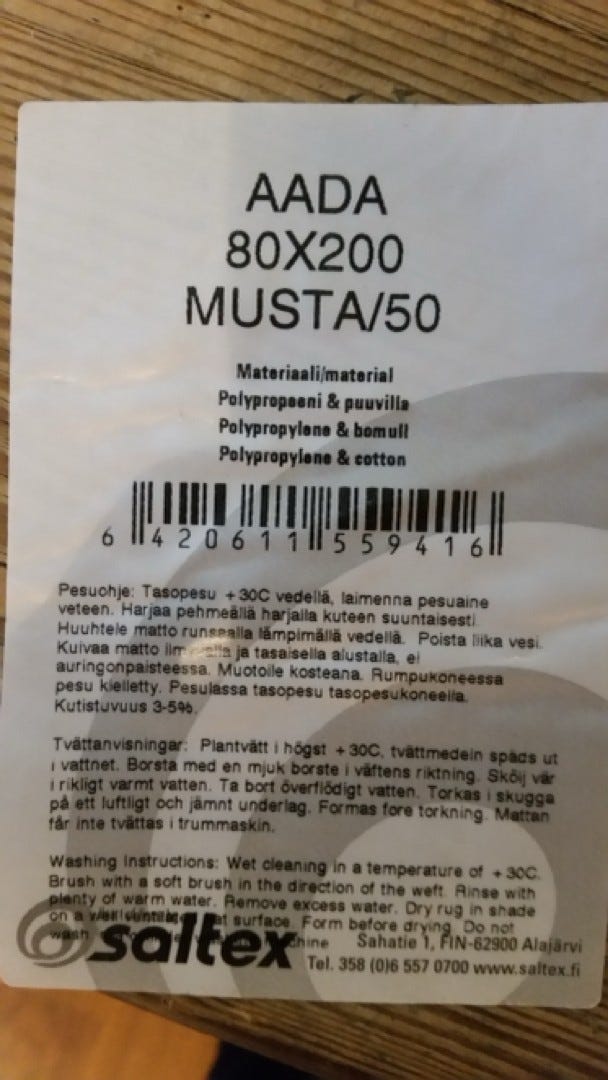 AADA
80X200
MUSTA/50
Materiaali/material
Polypropeeni & puuvilla
Polypropylene & bomull
Polypropylene & cotton
6 420611 559416
Pesuohje: Tasopesu +30C vedellä, laimenna pesuaine
veteen. Harjaa pehmeällä harjalla kuteen suuntaisesti.
Huuhtele matto runsaalla lämpimällä vedellä. Poista liika vesi.
Kuivaa matto ilmavalla ja tasaisella alustalla, ei
auringonpaisteessa. Muotoile kosteana. Rumpukoneessa
pesu kielletty. Pesulassa tasopesu tasopesukoneella.
Kutistuvuus 3-5%.
Tvättanvisningar: Plantvätt i högst +30C, tvättmedeln späds ut
i vattnet. Borsta med en mjuk borste i väftens riktning. Skölj väl
i rikligt varmt vatten. Ta bort överflödigt vatten. Torkas i skugga
på ett luftligt och jämnt underlag. Formas före torkning. Mattan
får inte tvättas i trummaskin.
Washing Instructions: Wet cleaning in a temperature of +30C.
Brush with a soft brush in the direction of the weft. Rinse with
plenty of warm water. Remove excess water. Dry rug in shade
on a well surface. Form before drying. Do not
wash
saltex
Sahatie 1, FIN-62900 Alajärvi
Tel. 358 (0)6 557 0700 www.saltex.fi